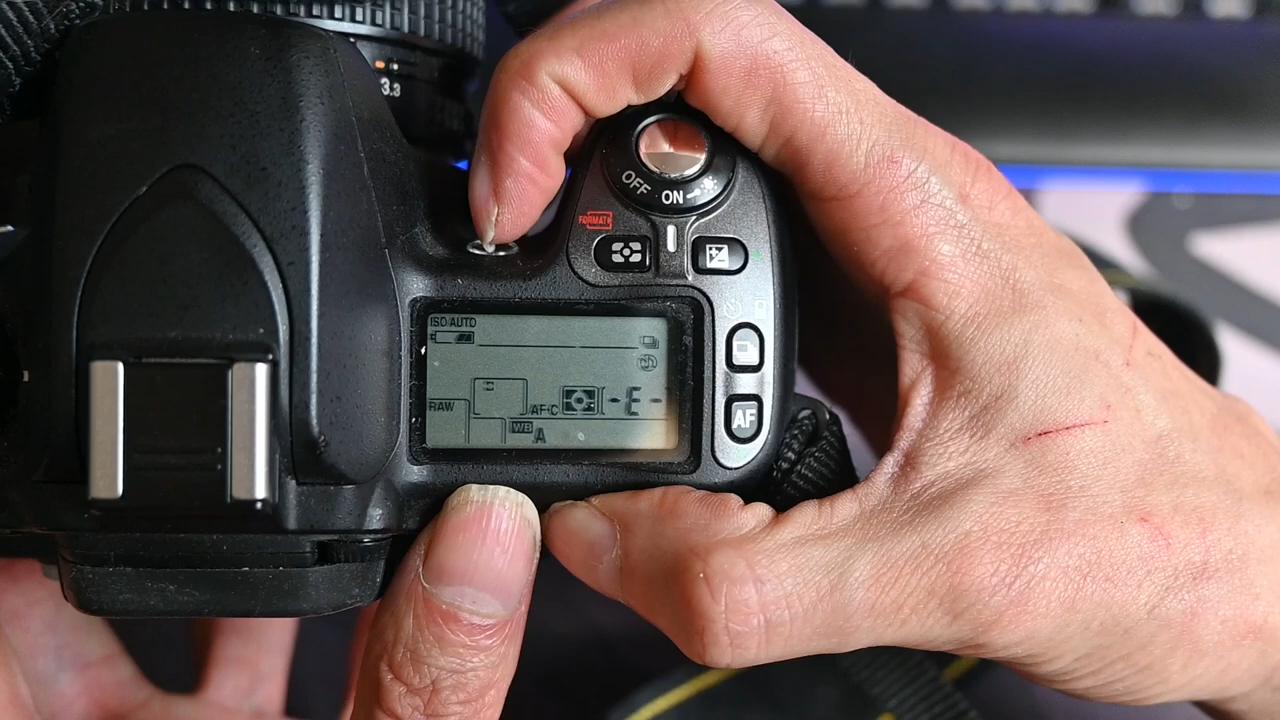 3.3
OFF
ON
FORMAT
ISO AUTO
RAW
AF-C
[-E-
WB
A
AF